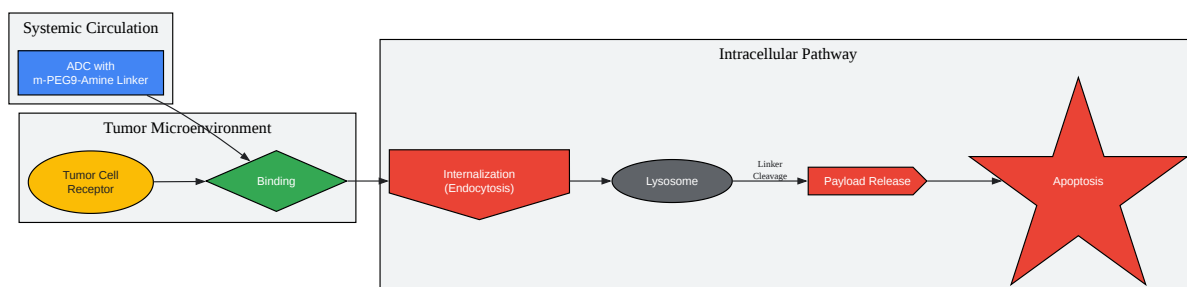 Systemic Circulation
ADC with
m-PEG9-Amine Linker
Tumor Microenvironment
Tumor Cell
Receptor
Binding
Intracellular Pathway
Internalization
(Endocytosis)
Lysosome
Linker
Cleavage
Payload Release
Apoptosis